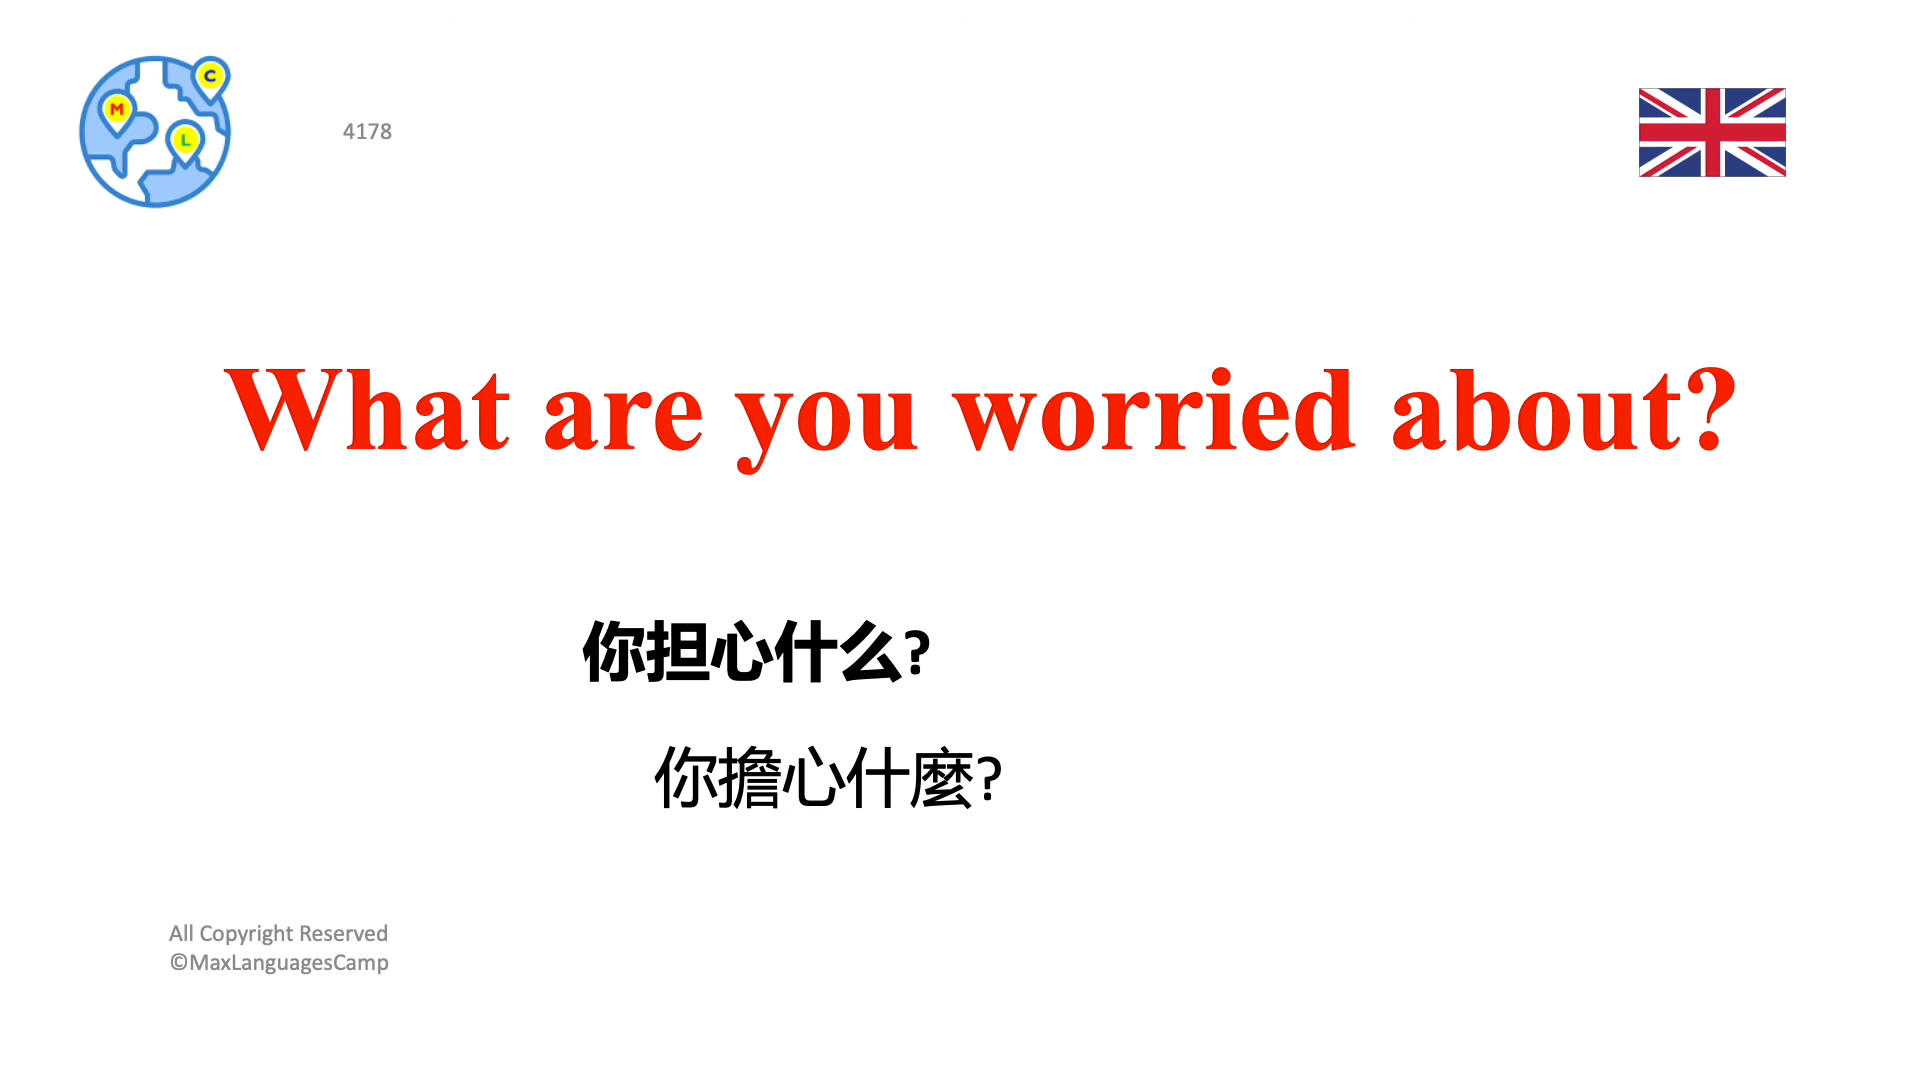 C
M
L
4178
What are you worried about?
你担心什么?
你擔心什麼?
All Copyright Reserved
©MaxLanguagesCamp